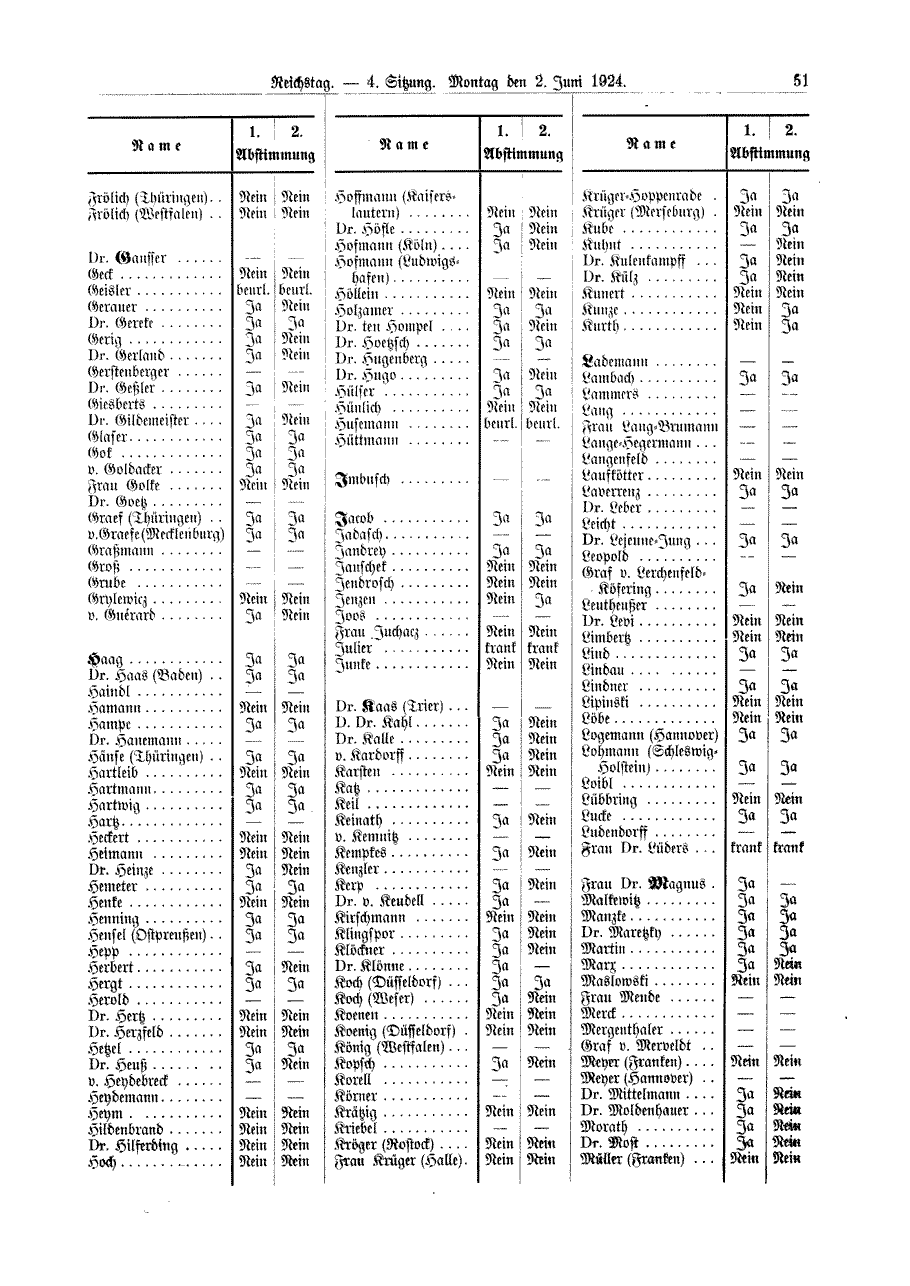 Reichstag. — 4. Sitzung. Montag den 2. Juni 1924. 51
Name 1. 2.
Abstimmung
Frölich (Thüringen) . . Nein Nein
Frölich (Westfalen) . . Nein Nein
Dr. Gansser . . . . . . — —
Geck . . . . . . . . . . . Nein Nein
Geisler . . . . . . . . . . beurl. beurl.
Gerauer . . . . . . . . . Ja Nein
Dr. Gereke . . . . . . . . Ja Ja
Gerig . . . . . . . . . . . Ja Nein
Dr. Gerland . . . . . . . Ja Nein
Gerstenberger . . . . . . — —
Dr. Geßler . . . . . . . . Ja Nein
Giesberts . . . . . . . . — —
Dr. Gildemeister . . . . Ja Nein
Glaser . . . . . . . . . . Ja Ja
Gok . . . . . . . . . . . . Ja Ja
v. Goldacker . . . . . . . Ja Ja
Frau Golke . . . . . . . Nein Nein
Dr. Goetz . . . . . . . . — —
Graef (Thüringen) . . Ja Ja
v. Graefe (Mecklenburg) Ja Ja
Graßmann . . . . . . . . — —
Groß . . . . . . . . . . . — —
Grube . . . . . . . . . . — —
Grylewicz . . . . . . . . Nein Nein
v. Guérard . . . . . . . . Ja Nein
Haag . . . . . . . . . . . Ja Ja
Dr. Haas (Baden) . . Ja Ja
Haindl . . . . . . . . . . — —
Hamann . . . . . . . . . Nein Nein
Hampe . . . . . . . . . . Ja Ja
Dr. Hanemann . . . . . — —
Hänse (Thüringen) . . Ja Ja
Hartleib . . . . . . . . . Nein Nein
Hartmann . . . . . . . . Ja Ja
Hartwig . . . . . . . . . Ja Ja
Hartz . . . . . . . . . . . — —
Heckert . . . . . . . . . Nein Nein
Heimann . . . . . . . . Nein Nein
Dr. Heinze . . . . . . . . Ja Nein
Hemeter . . . . . . . . . Ja Ja
Henke . . . . . . . . . . Nein Nein
Henning . . . . . . . . . Ja Ja
Hensel (Ostpreußen) . . Ja Ja
Hepp . . . . . . . . . . . — —
Herbert . . . . . . . . . . Ja Nein
Hergt . . . . . . . . . . . Ja Ja
Herold . . . . . . . . . . — —
Dr. Hertz . . . . . . . . Nein Nein
Dr. Herzfeld . . . . . . . Nein Nein
Hetzel . . . . . . . . . . . Ja Ja
Dr. Heuß . . . . . . . . Ja Nein
v. Heydebreck . . . . . . — —
Heydemann . . . . . . . — —
Heym . . . . . . . . . . Nein Nein
Hildenbrand . . . . . . . Nein Nein
Dr. Hilferding . . . . . Nein Nein
Hoch . . . . . . . . . . . Nein Nein
Name 1. 2.
Abstimmung
Hoffmann (Kaisers-
lautern) . . . . . . . . Nein Nein
Dr. Höfle . . . . . . . . Ja Nein
Hofmann (Köln) . . . . Ja Nein
Hofmann (Ludwigs-
hafen) . . . . . . . . . . — —
Höllein . . . . . . . . . . Nein Nein
Holzamer . . . . . . . . Ja Ja
Dr. ten Hompel . . . . Ja Nein
Dr. Hoetzsch . . . . . . Ja Ja
Dr. Hugenberg . . . . . — —
Dr. Hugo . . . . . . . . . Ja Nein
Hülser . . . . . . . . . . Ja Ja
Hünlich . . . . . . . . . Nein Nein
Husemann . . . . . . . beurl. beurl.
Hüttmann . . . . . . . . — —
Imbusch . . . . . . . . . — —
Jacob . . . . . . . . . . . Ja Ja
Jadasch . . . . . . . . . . — —
Jandrey . . . . . . . . . Ja Ja
Janschek . . . . . . . . . Nein Nein
Jendrosch . . . . . . . . Nein Nein
Jenzen . . . . . . . . . . Nein Ja
Joos . . . . . . . . . . . — —
Frau Juchacz . . . . . . Nein Nein
Julier . . . . . . . . . . krank krank
Junke . . . . . . . . . . Nein Nein
Dr. Kaas (Trier) . . . — —
D. Dr. Kahl . . . . . . . Ja Nein
Dr. Kalle . . . . . . . . . Ja Nein
v. Kardorff . . . . . . . . Ja Nein
Karsten . . . . . . . . . Nein Nein
Katz . . . . . . . . . . . . — —
Keil . . . . . . . . . . . . — —
Keinath . . . . . . . . . Ja Nein
v. Kemnitz . . . . . . . — —
Kempkes . . . . . . . . . Ja Nein
Kenzler . . . . . . . . . . — —
Kerp . . . . . . . . . . . Ja Nein
Dr. v. Keudell . . . . . Ja —
Kirschmann . . . . . . . Nein Nein
Klingspor . . . . . . . . Ja Nein
Klöckner . . . . . . . . . Ja Nein
Dr. Klönne . . . . . . . . Ja —
Koch (Düsseldorf) . . . Ja Ja
Koch (Weser) . . . . . . Ja Nein
Koenen . . . . . . . . . . Nein Nein
Koenig (Düsseldorf) . Nein Nein
König (Westfalen) . . . — —
Kopsch . . . . . . . . . . Ja Nein
Korell . . . . . . . . . . — —
Körner . . . . . . . . . . — —
Krätzig . . . . . . . . . . Nein Nein
Kriebel . . . . . . . . . . — —
Kröger (Rostock) . . . . Nein Nein
Frau Krüger (Halle) . Nein Nein
Name 1. 2.
Abstimmung
Krüger-Hoppenrade . Ja Ja
Krüger (Merseburg) . Nein Nein
Kube . . . . . . . . . . . Ja Ja
Kuhnt . . . . . . . . . . — Nein
Dr. Kulenkampff . . . Ja Nein
Dr. Külz . . . . . . . . . Ja Nein
Kunert . . . . . . . . . . Nein Nein
Kunze . . . . . . . . . . Nein Ja
Kurth . . . . . . . . . . . Nein Ja
Lademann . . . . . . . . — —
Lambach . . . . . . . . . Ja Ja
Lammers . . . . . . . . — —
Lang . . . . . . . . . . . — —
Frau Lang-Brumann — —
Lange-Hegermann . . . — —
Langenfeld . . . . . . . — —
Laufkötter . . . . . . . . Nein Nein
Laverrenz . . . . . . . . Ja Ja
Dr. Leber . . . . . . . . — —
Leicht . . . . . . . . . . . — —
Dr. Lejeune-Jung . . . Ja Ja
Leopold . . . . . . . . . — —
Graf v. Lerchenfeld-
Köfering . . . . . . . . Ja Nein
Leutheußer . . . . . . . — —
Dr. Levi . . . . . . . . . Nein Nein
Limbertz . . . . . . . . . Nein Nein
Lind . . . . . . . . . . . Ja Ja
Lindau . . . . . . . . . . — —
Lindner . . . . . . . . . Ja Ja
Lipinski . . . . . . . . . Nein Nein
Löbe . . . . . . . . . . . . Nein Nein
Logemann (Hannover) Ja Ja
Lohmann (Schleswig-
Holstein) . . . . . . . . Ja Ja
Loibl . . . . . . . . . . . — —
Lübbring . . . . . . . . Nein Nein
Lucke . . . . . . . . . . . Ja Ja
Ludendorff . . . . . . . . — —
Frau Dr. Lüders . . . krank krank
Frau Dr. Magnus . Ja —
Malkewitz . . . . . . . . Ja Ja
Manzke . . . . . . . . . . Ja Ja
Dr. Maretzky . . . . . . Ja Ja
Martin . . . . . . . . . . Ja Ja
Marx . . . . . . . . . . . Ja Nein
Maslowski . . . . . . . . Nein Nein
Frau Mende . . . . . . — —
Merck . . . . . . . . . . — —
Mergenthaler . . . . . . — —
Graf v. Merveldt . . — —
Meyer (Franken) . . . . Nein Nein
Meyer (Hannover) . . — —
Dr. Mittelmann . . . . Ja Nein
Dr. Moldenhauer . . . Ja Nein
Morath . . . . . . . . . . Ja Nein
Dr. Most . . . . . . . . . Ja Nein
Müller (Franken) . . . Nein Nein